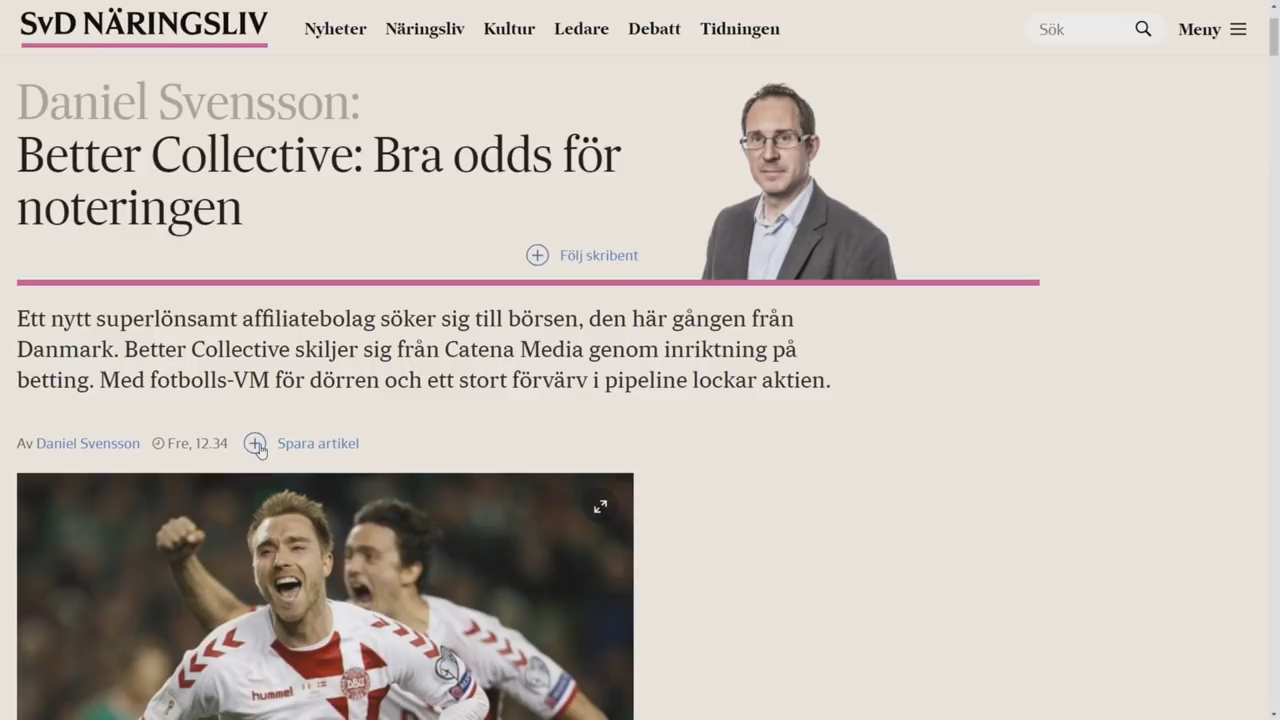 SvD NÄRINGSLIV
Nyheter Näringsliv Kultur Ledare Debatt Tidningen
Sök
Meny
Daniel Svensson:
Better Collective: Bra odds för
noteringen
Följ skribent
Ett nytt superlönsamt affiliatebolag söker sig till börsen, den här gången från
Danmark. Better Collective skiljer sig från Catena Media genom inriktning på
betting. Med fotbolls-VM för dörren och ett stort förvärv i pipeline lockar aktien.
Av Daniel Svensson Fre, 12.34 Spara artikel
hummel
DBU